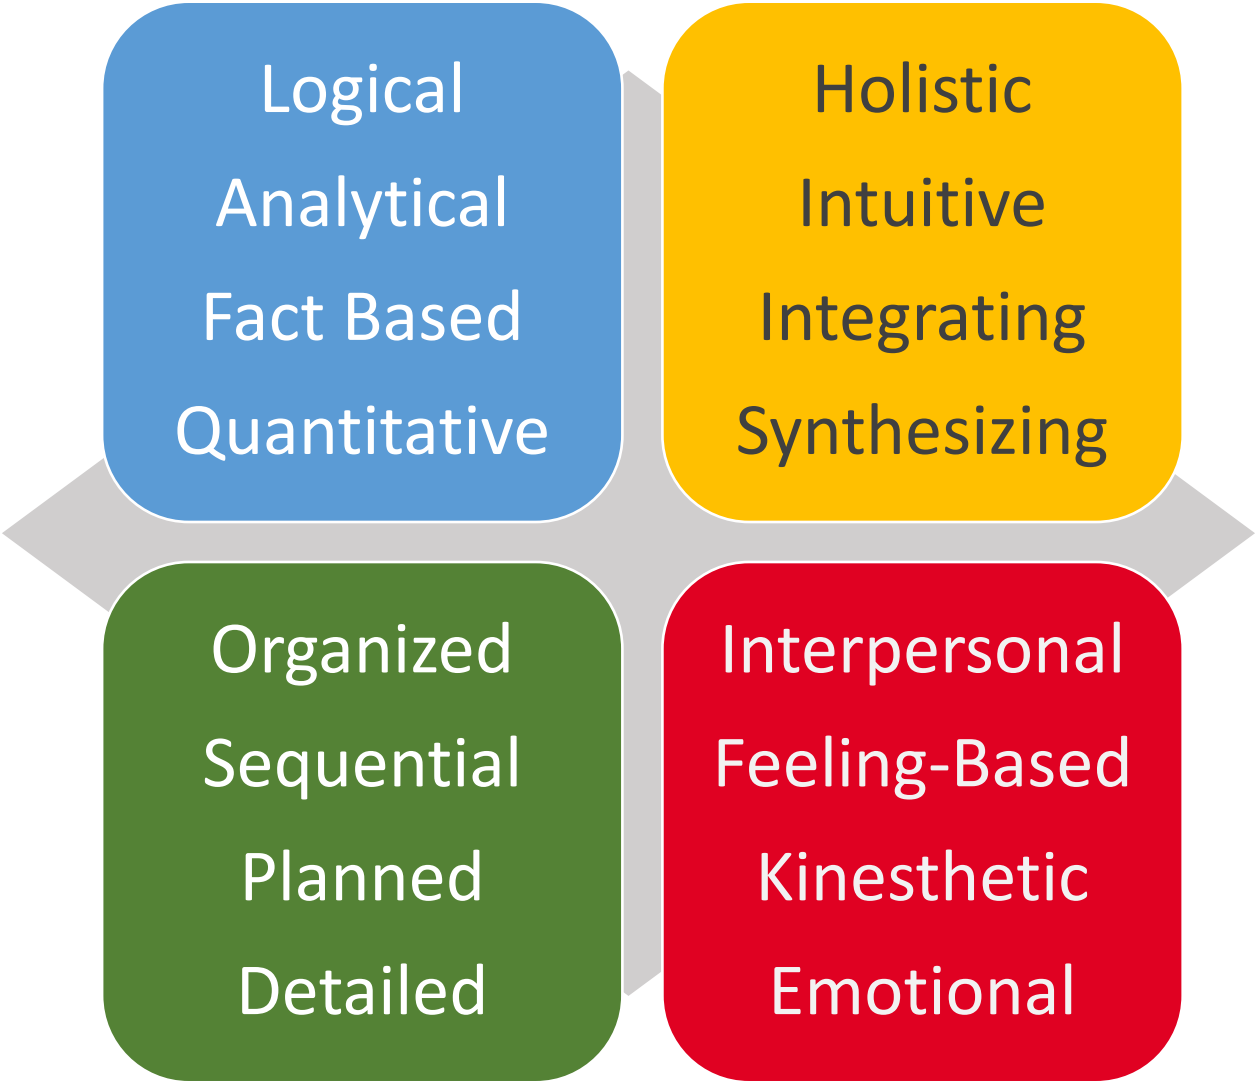 Logical
Analytical
Fact Based
Quantitative
Holistic
Intuitive
Integrating
Synthesizing
Organized
Sequential
Planned
Detailed
Interpersonal
Feeling-Based
Kinesthetic
Emotional